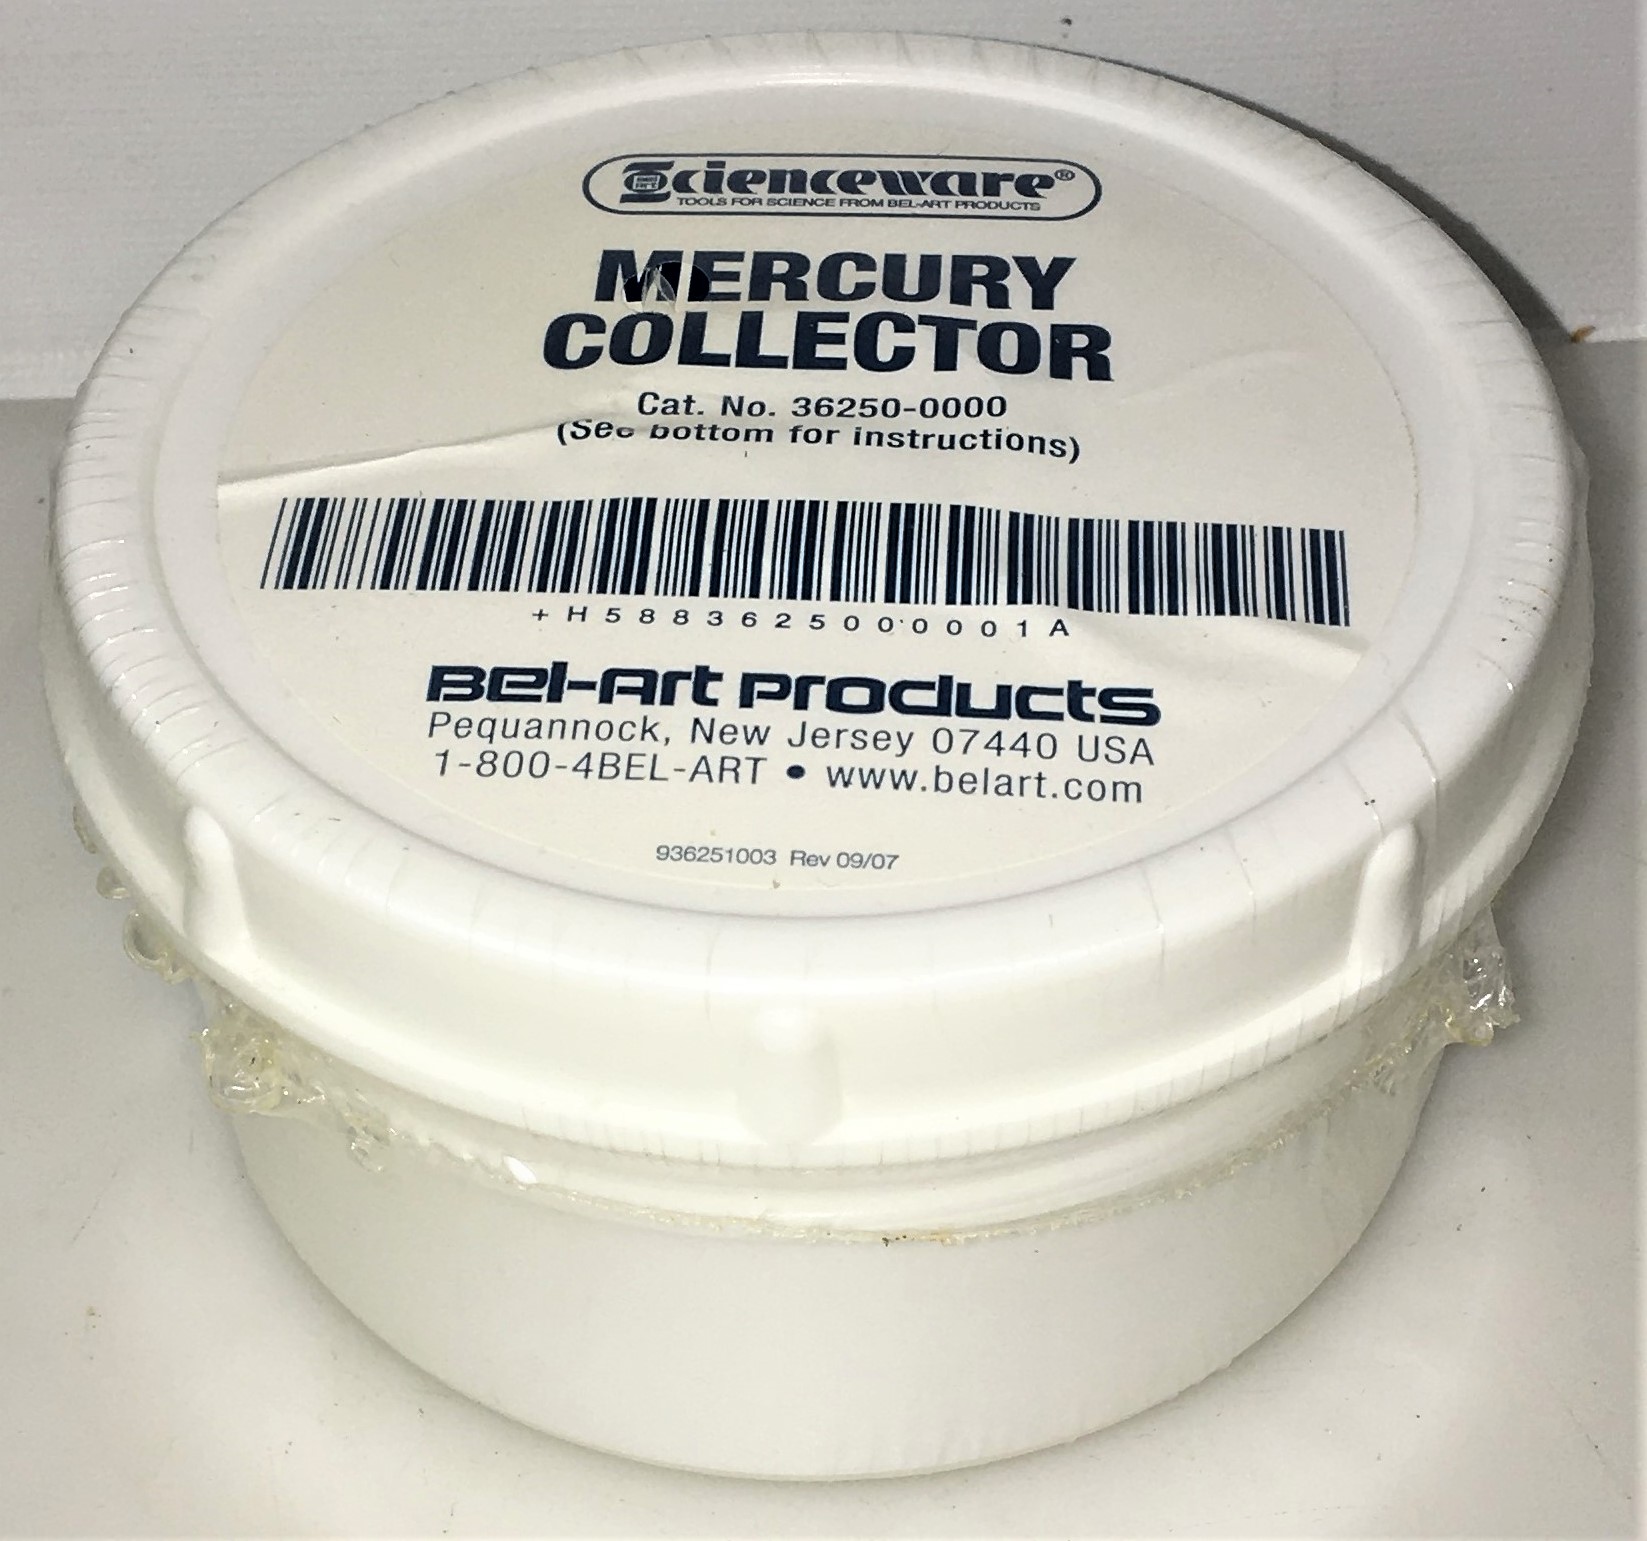 Scienceware®
TOOLS FOR SCIENCE FROM BEL-ART PRODUCTS
MERCURY
COLLECTOR
Cat. No. 36250-0000
(See bottom for instructions)
+H58836250000001A
Bel-Art Products
Pequannock, New Jersey 07440 USA
1-800-4BEL-ART • www.belart.com
936251003 Rev 09/07